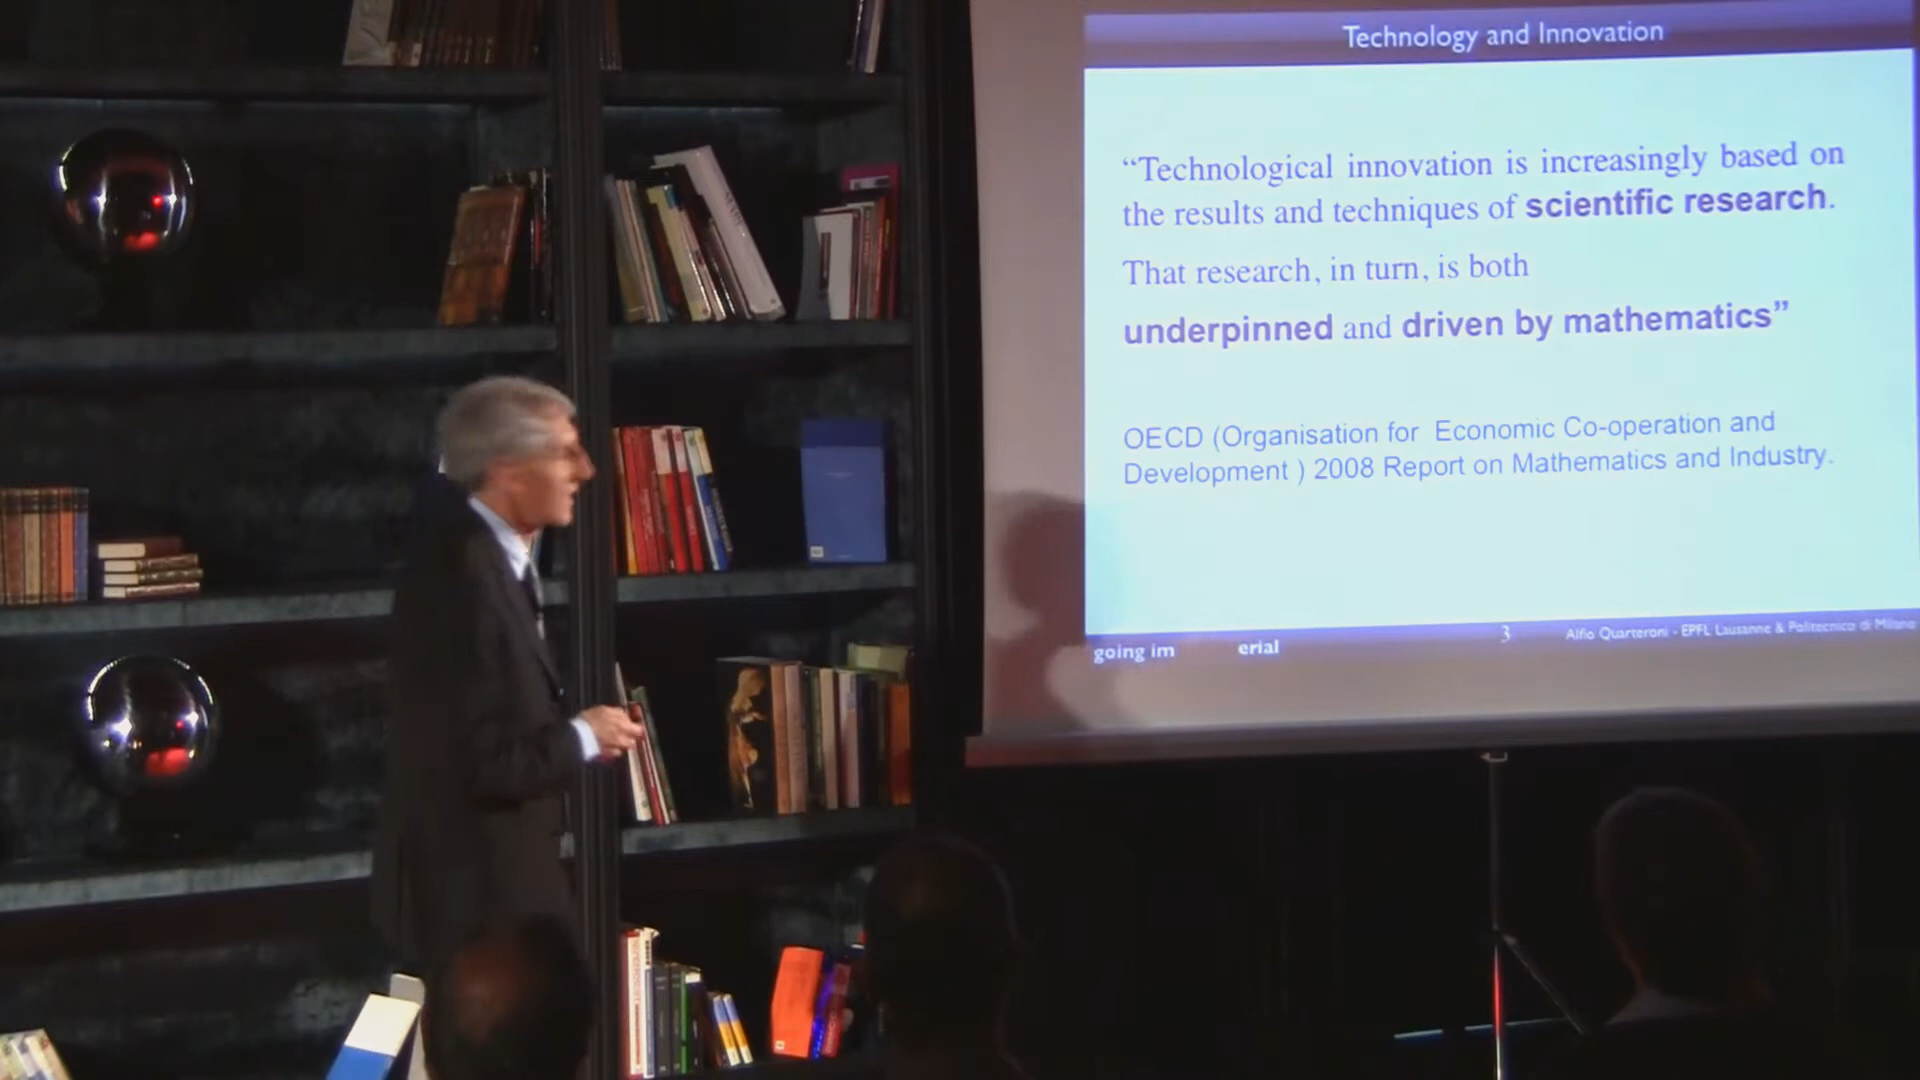 Technology and Innovation
“Technological innovation is increasingly based on
the results and techniques of scientific research.
That research, in turn, is both
underpinned and driven by mathematics”
OECD (Organisation for Economic Co-operation and
Development ) 2008 Report on Mathematics and Industry.
going im erial
3
Alfio Quarteroni - EPFL Lausanne & Politecnico di Milano